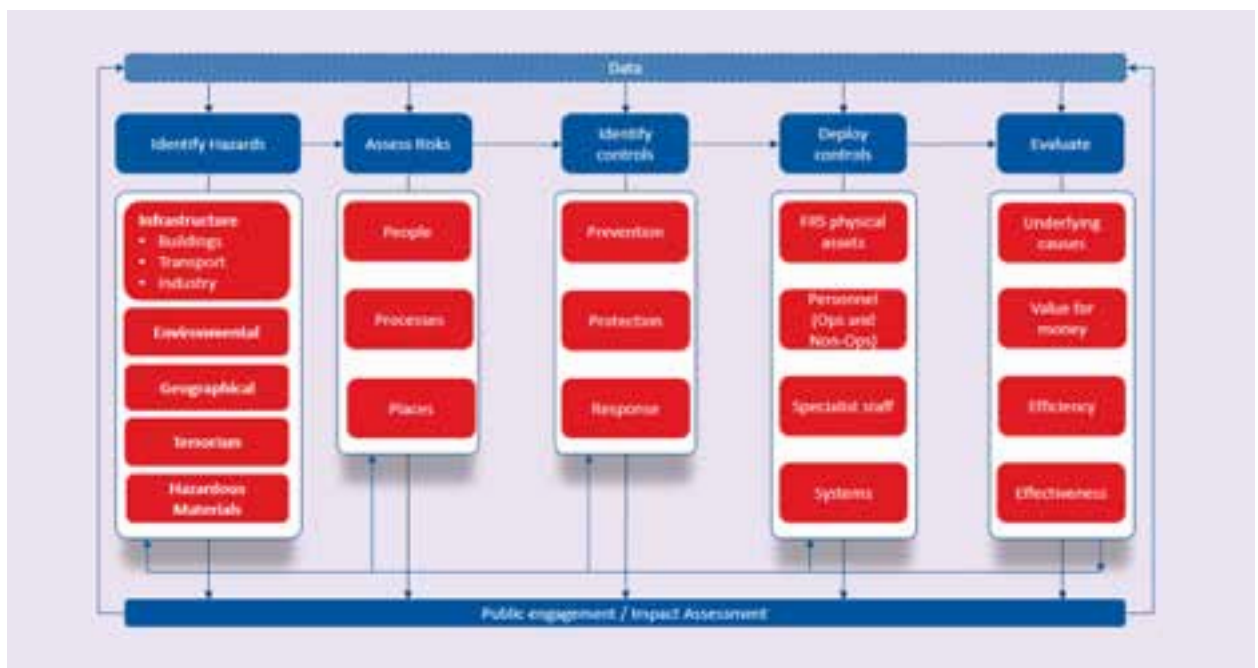 Data
Identify Hazards
Assess Risks
Identify
controls
Deploy
controls
Evaluate
Infrastructure
• Buildings
• Transport
• Industry
Environmental
Geographical
Terrorism
Hazardous
Materials
People
Processes
Places
Prevention
Protection
Response
FRS physical
assets
Personnel
(Ops and
Non-Ops)
Specialist staff
Systems
Underlying
causes
Value for
money
Efficiency
Effectiveness
Public engagement / Impact Assessment